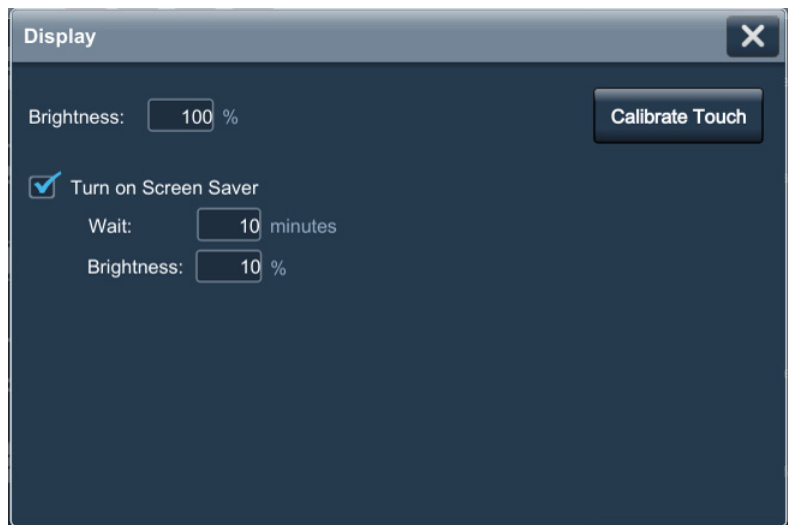 Display
Brightness: 100 %
Calibrate Touch
Turn on Screen Saver
Wait: 10 minutes
Brightness: 10 %